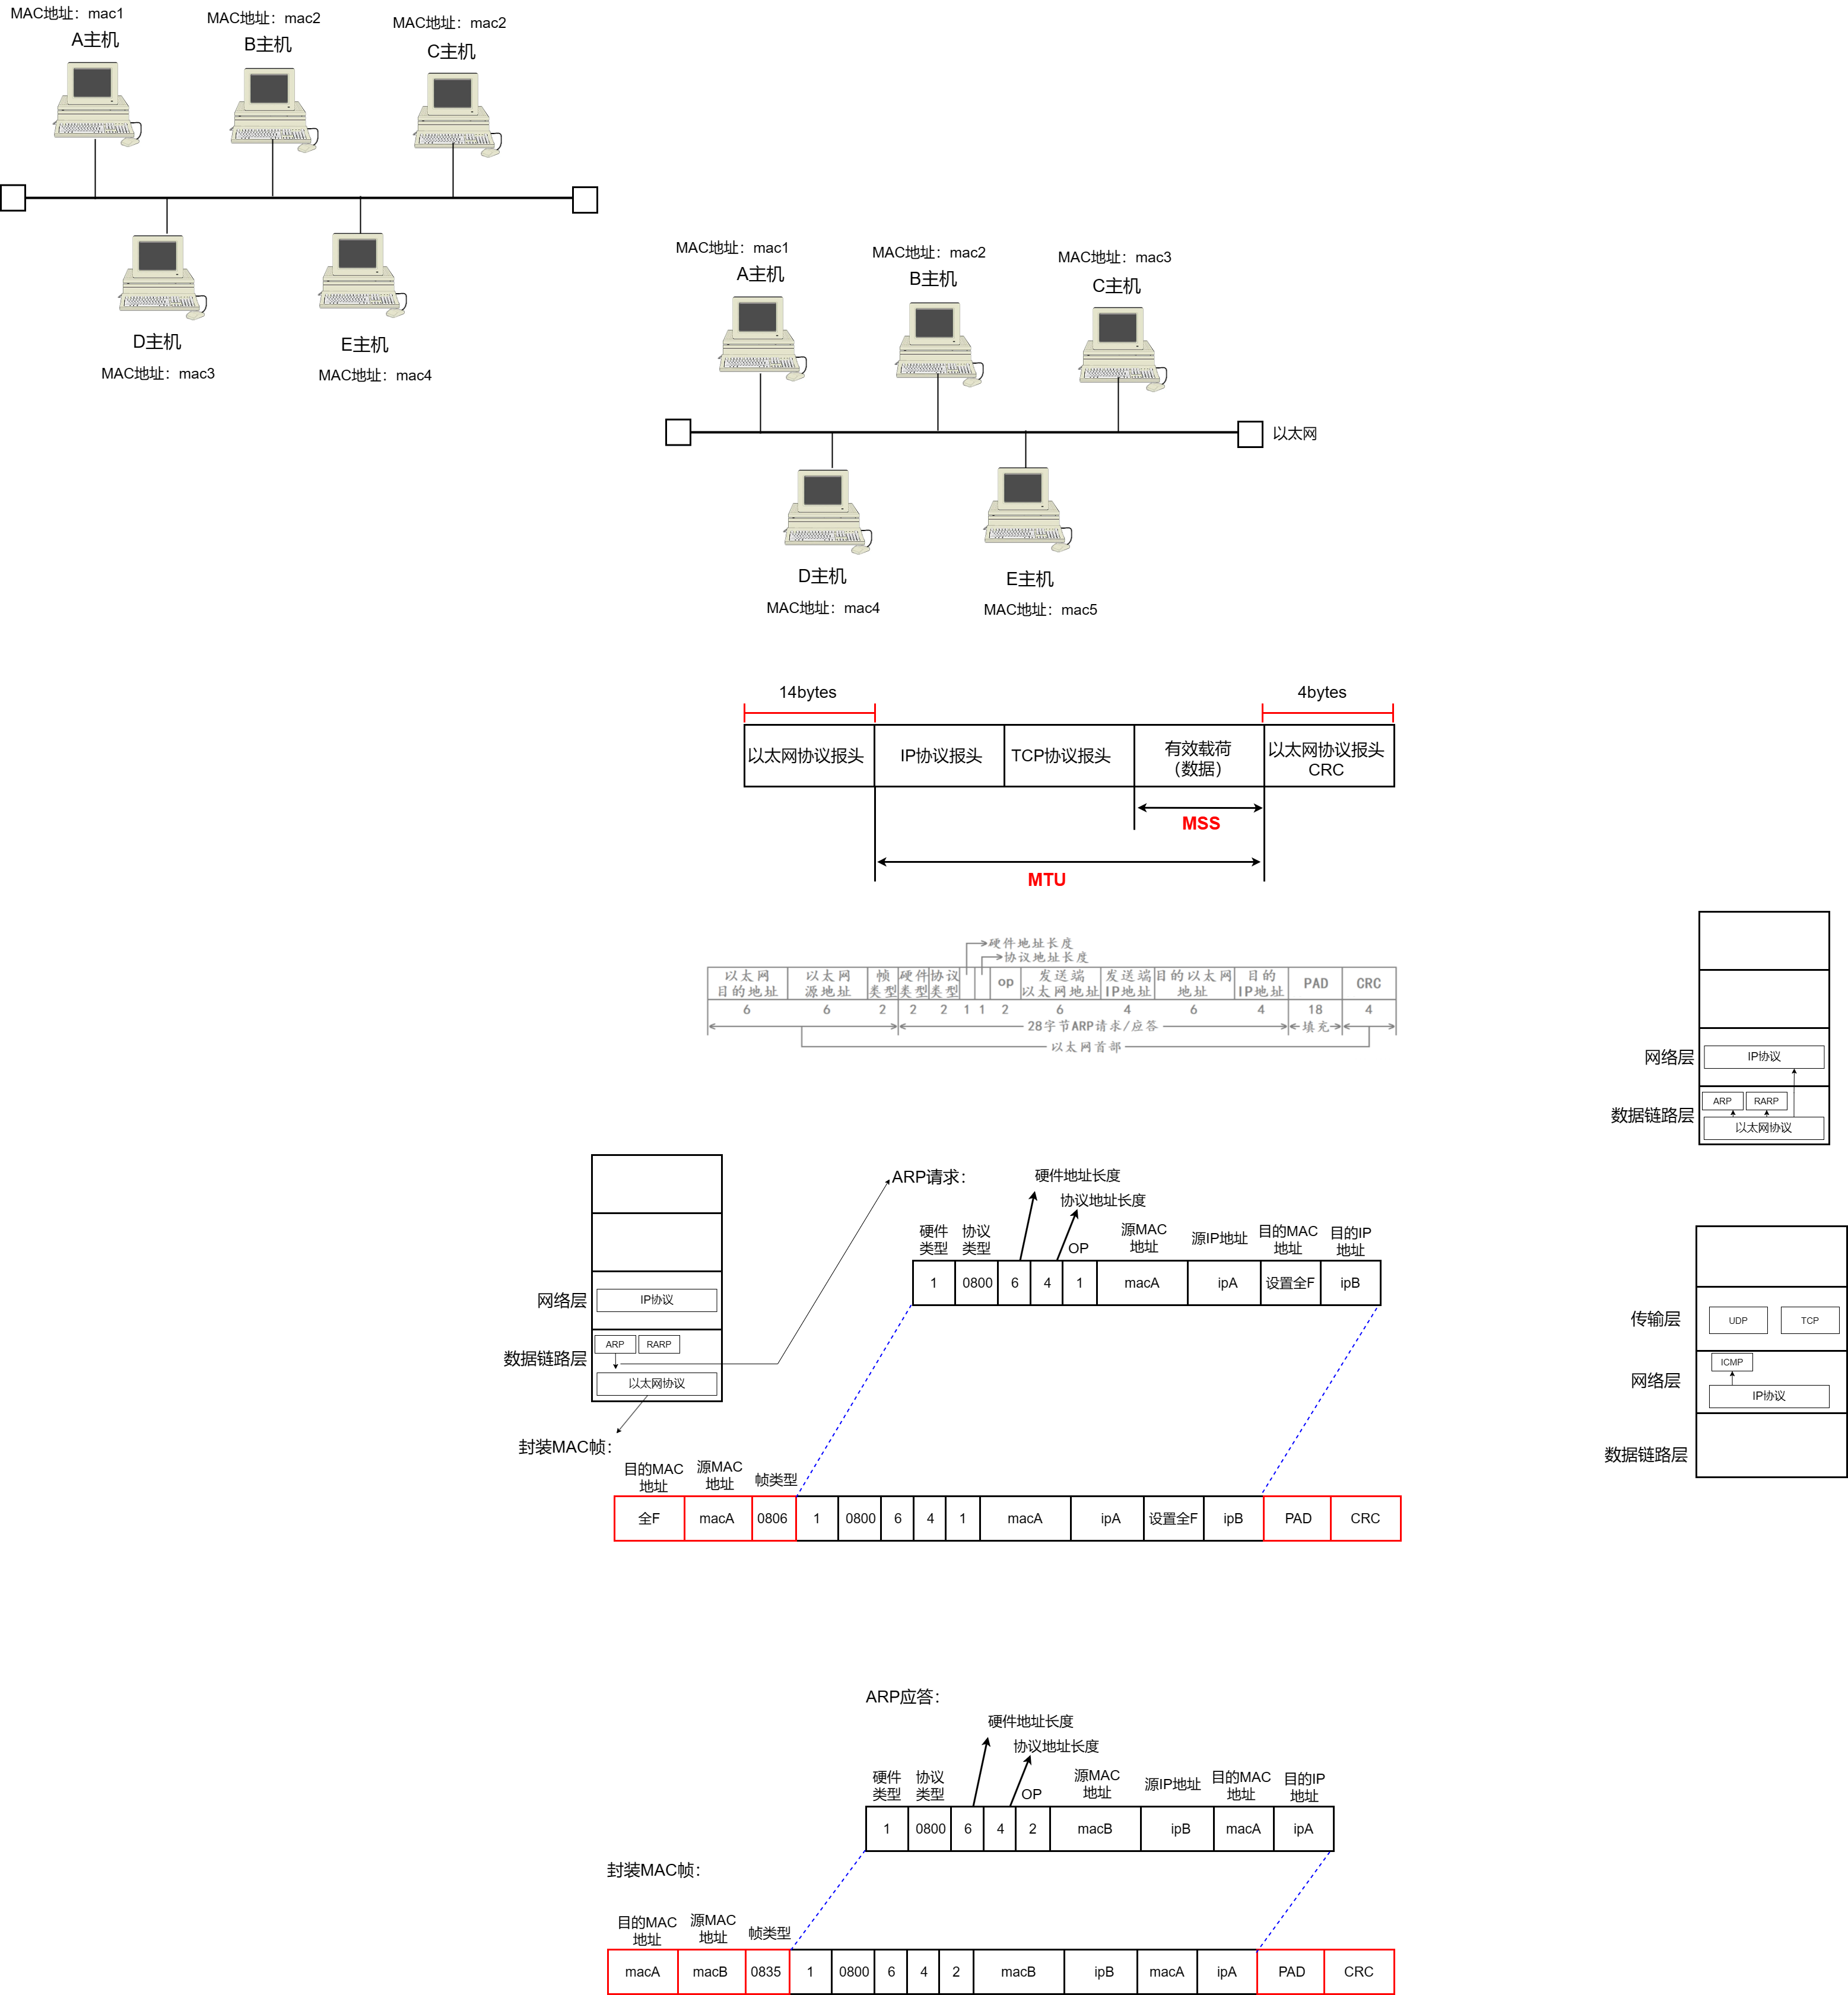 MAC地址：mac1
A主机
MAC地址：mac2
B主机
MAC地址：mac2
C主机
D主机
MAC地址：mac3
E主机
MAC地址：mac4
MAC地址：mac1
A主机
MAC地址：mac2
B主机
MAC地址：mac3
C主机
以太网
D主机
MAC地址：mac4
E主机
MAC地址：mac5
14bytes
4bytes
以太网协议报头
IP协议报头
TCP协议报头
有效载荷
（数据）
以太网协议报头
CRC
MSS
MTU
硬件地址长度
协议地址长度
以太网
目的地址
以太网
源地址
帧
类型
硬件
类型
协议
类型
op
发送端
以太网地址
发送端
IP地址
目的以太网
地址
目的
IP地址
PAD
CRC
6 6 2 2 2 1 1 2 6 4 6 4 18 4
28字节ARP请求/应答
填充
以太网首部
网络层
IP协议
数据链路层
ARP
RARP
以太网协议
网络层
IP协议
数据链路层
ARP
RARP
以太网协议
ARP请求：
硬件地址长度
协议地址长度
硬件
类型
协议
类型
OP
源MAC
地址
源IP地址
目的MAC
地址
目的IP
地址
1 0800 6 4 1 macA ipA 设置全F ipB
传输层
UDP
TCP
网络层
ICMP
IP协议
数据链路层
封装MAC帧：
目的MAC
地址
源MAC
地址
帧类型
全F macA 0806 1 0800 6 4 1 macA ipA 设置全F ipB PAD CRC
ARP应答：
硬件地址长度
协议地址长度
硬件
类型
协议
类型
OP
源MAC
地址
源IP地址
目的MAC
地址
目的IP
地址
1 0800 6 4 2 macB ipB macA ipA
封装MAC帧：
目的MAC
地址
源MAC
地址
帧类型
macA macB 0835 1 0800 6 4 2 macB ipB macA ipA PAD CRC